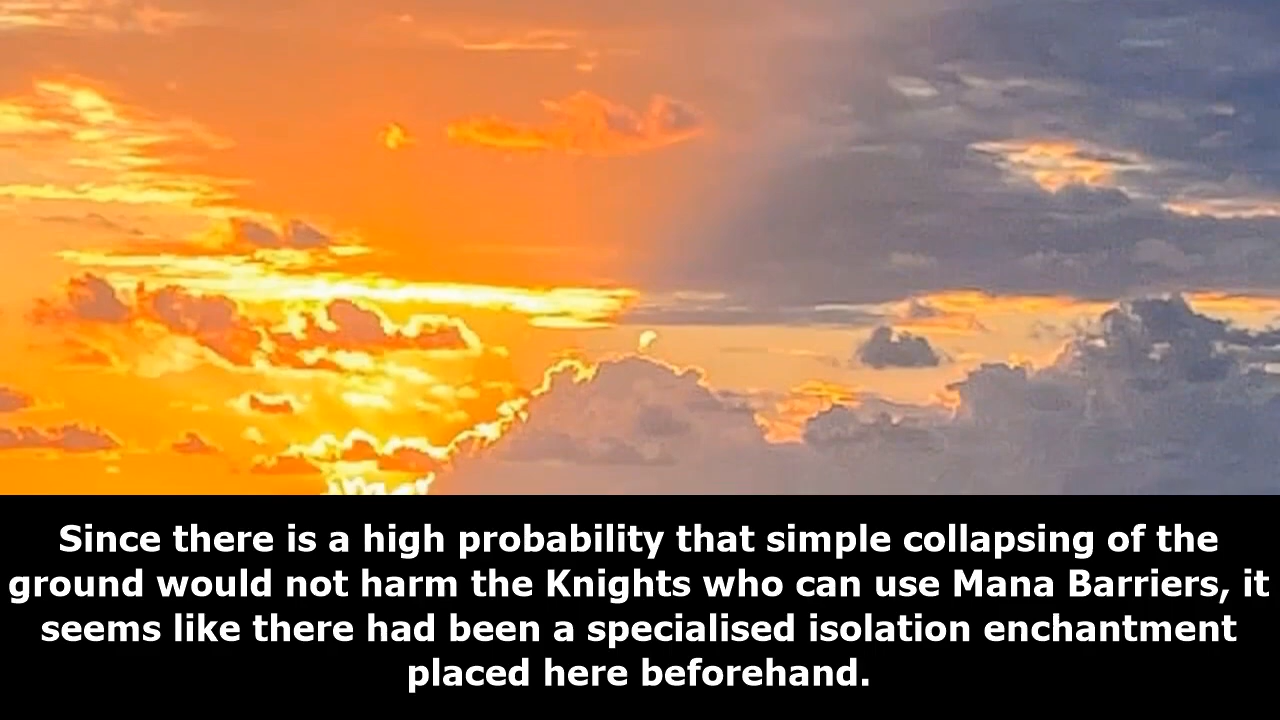 Since there is a high probability that simple collapsing of the
ground would not harm the Knights who can use Mana Barriers, it
seems like there had been a specialised isolation enchantment
placed here beforehand.